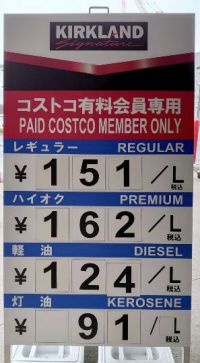 KIRKLAND
Signature
コストコ有料会員専用
PAID COSTCO MEMBER ONLY
レギュラー REGULAR
¥ 151 /L 税込
ハイオク PREMIUM
¥ 162 /L 税込
軽油 DIESEL
¥ 124 /L 税込
灯油 KEROSENE
¥ 91 /L 税込